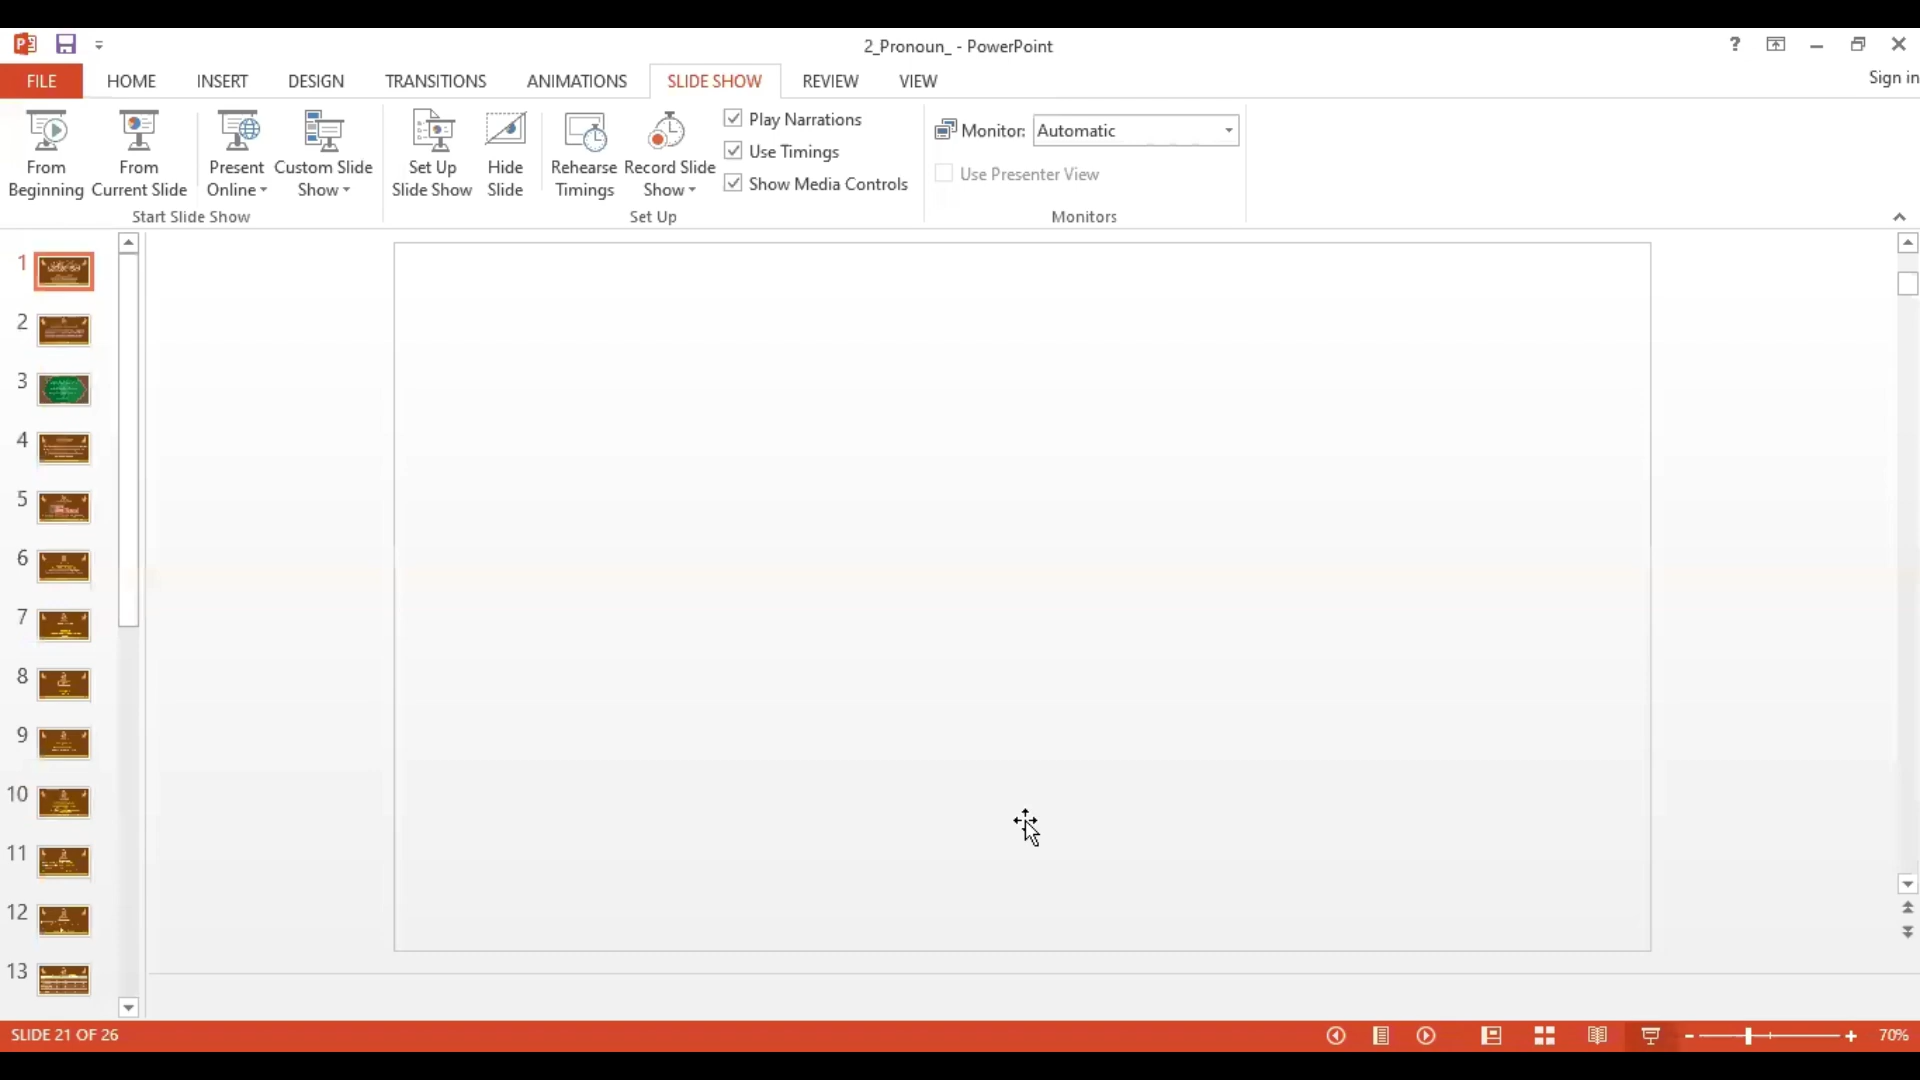 2_Pronoun_ - PowerPoint
?
FILE HOME INSERT DESIGN TRANSITIONS ANIMATIONS SLIDE SHOW REVIEW VIEW Sign in
From Beginning
From Current Slide
Present Online
Custom Slide Show
Set Up Slide Show
Hide Slide
Rehearse Timings
Record Slide Show
Play Narrations
Use Timings
Show Media Controls
Monitor: Automatic
Use Presenter View
Start Slide Show
Set Up
Monitors
1
2
3
4
5
6
7
8
9
10
11
12
13
SLIDE 21 OF 26
70%